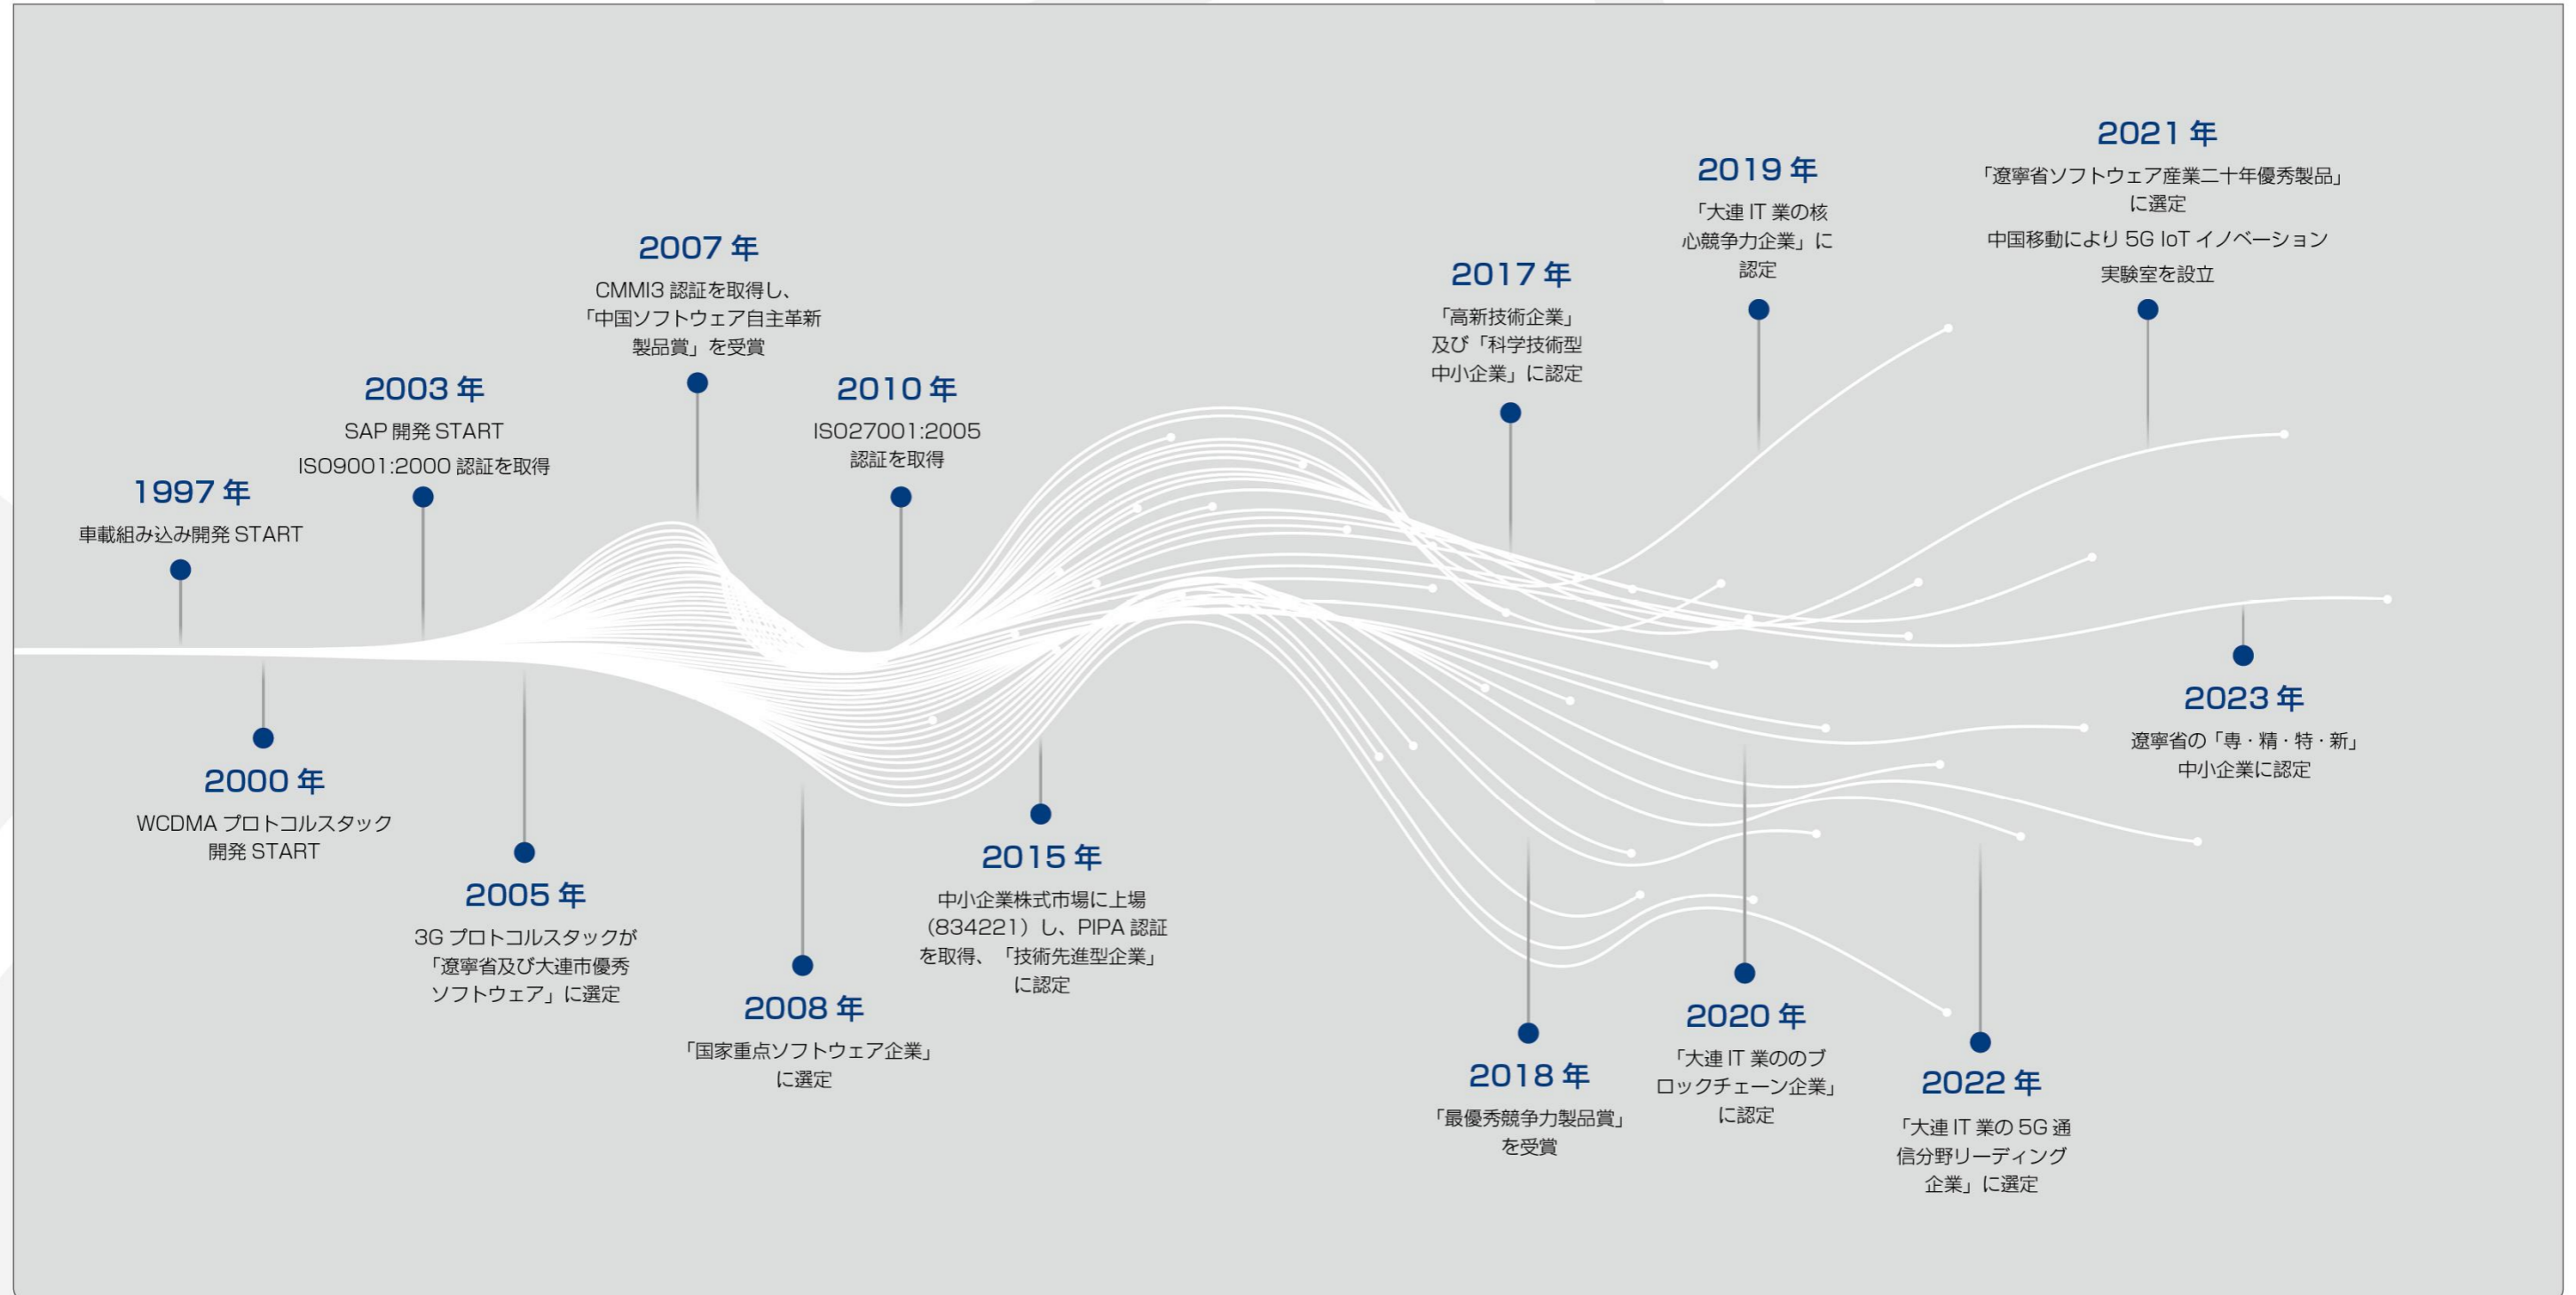 1997 年
車載組み込み開発 START
2000 年
WCDMA プロトコルスタック
開発 START
2003 年
SAP 開発 START
ISO9001:2000 認証を取得
2005 年
3G プロトコルスタックが
「遼寧省及び大連市優秀
ソフトウェア」に選定
2007 年
CMMI3 認証を取得し、
「中国ソフトウェア自主革新
製品賞」を受賞
2008 年
「国家重点ソフトウェア企業」
に選定
2010 年
ISO27001:2005
認証を取得
2015 年
中小企業株式市場に上場
（834221）し、PIPA 認証
を取得、「技術先進型企業」
に認定
2017 年
「高新技術企業」
及び「科学技術型
中小企業」に認定
2018 年
「最優秀競争力製品賞」
を受賞
2019 年
「大連 IT 業の核
心競争力企業」に
認定
2020 年
「大連 IT 業ののブ
ロックチェーン企業」
に認定
2021 年
「遼寧省ソフトウェア産業二十年優秀製品」
に選定
中国移動により 5G IoT イノベーション
実験室を設立
2022 年
「大連 IT 業の 5G 通
信分野リーディング
企業」に選定
2023 年
遼寧省の「専・精・特・新」
中小企業に認定